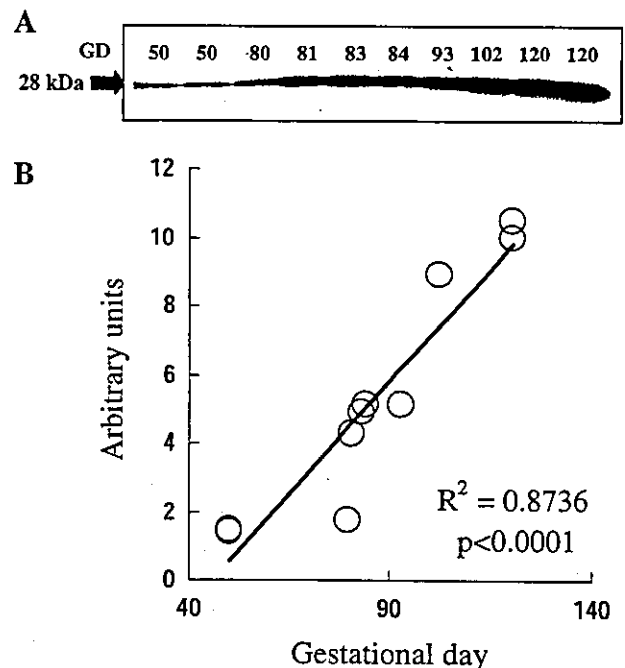 A
GD 50 50 80 81 83 84 93 102 120 120
28 kDa
B
12
10
8
6
4
2
0
Arbitrary units
R² = 0.8736
p<0.0001
40 90 140
Gestational day